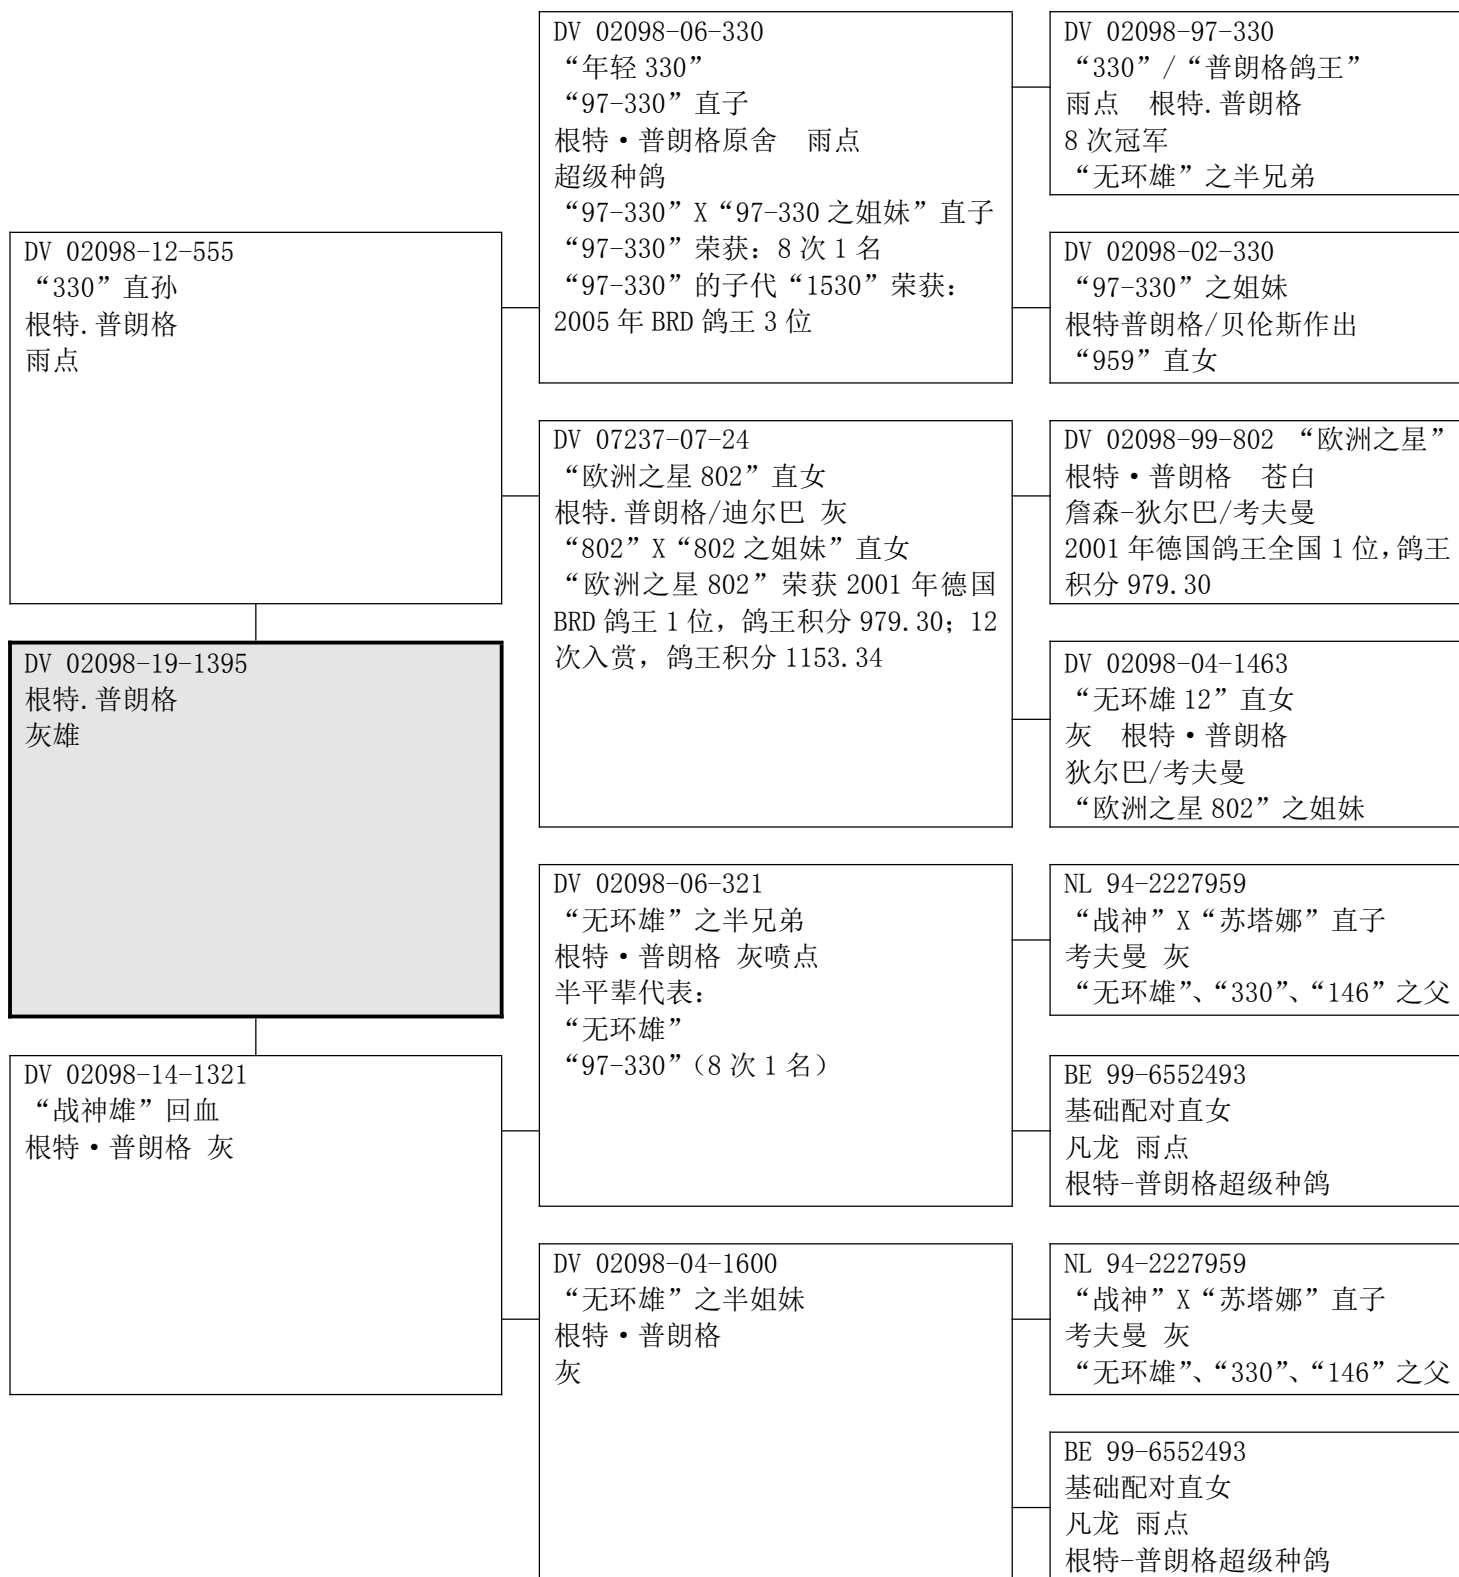 DV 02098-12-555
“330”直孙
根特.普朗格
雨点
DV 02098-19-1395
根特.普朗格
灰雄
DV 02098-14-1321
“战神雄”回血
根特·普朗格 灰
DV 02098-06-330
“年轻 330”
“97-330”直子
根特·普朗格原舍　雨点
超级种鸽
“97-330”X“97-330 之姐妹”直子
“97-330”荣获：8 次 1 名
“97-330”的子代“1530”荣获：
2005 年 BRD 鸽王 3 位
DV 07237-07-24
“欧洲之星 802”直女
根特.普朗格/迪尔巴 灰
“802”X“802 之姐妹”直女
“欧洲之星 802”荣获 2001 年德国
BRD 鸽王 1 位，鸽王积分 979.30；12
次入赏，鸽王积分 1153.34
DV 02098-06-321
“无环雄”之半兄弟
根特·普朗格 灰喷点
半平辈代表：
“无环雄”
“97-330”（8 次 1 名）
DV 02098-04-1600
“无环雄”之半姐妹
根特·普朗格
灰
DV 02098-97-330
“330”/“普朗格鸽王”
雨点　根特.普朗格
8 次冠军
“无环雄”之半兄弟
DV 02098-02-330
“97-330”之姐妹
根特普朗格/贝伦斯作出
“959”直女
DV 02098-99-802 “欧洲之星”
根特·普朗格　苍白
詹森-狄尔巴/考夫曼
2001 年德国鸽王全国 1 位，鸽王
积分 979.30
DV 02098-04-1463
“无环雄 12”直女
灰　根特·普朗格
狄尔巴/考夫曼
“欧洲之星 802”之姐妹
NL 94-2227959
“战神”X“苏塔娜”直子
考夫曼 灰
“无环雄”、“330”、“146”之父
BE 99-6552493
基础配对直女
凡龙 雨点
根特-普朗格超级种鸽
NL 94-2227959
“战神”X“苏塔娜”直子
考夫曼 灰
“无环雄”、“330”、“146”之父
BE 99-6552493
基础配对直女
凡龙 雨点
根特-普朗格超级种鸽